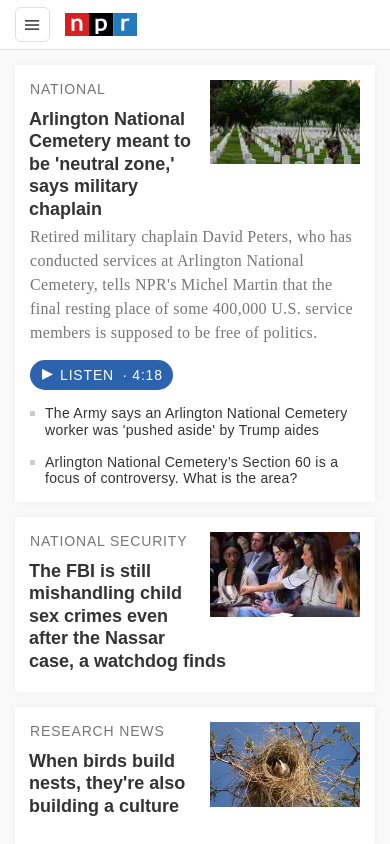 npr
NATIONAL
Arlington National
Cemetery meant to
be 'neutral zone,'
says military
chaplain
Retired military chaplain David Peters, who has
conducted services at Arlington National
Cemetery, tells NPR's Michel Martin that the
final resting place of some 400,000 U.S. service
members is supposed to be free of politics.
LISTEN · 4:18
The Army says an Arlington National Cemetery
worker was 'pushed aside' by Trump aides
Arlington National Cemetery’s Section 60 is a
focus of controversy. What is the area?
NATIONAL SECURITY
The FBI is still
mishandling child
sex crimes even
after the Nassar
case, a watchdog finds
RESEARCH NEWS
When birds build
nests, they're also
building a culture